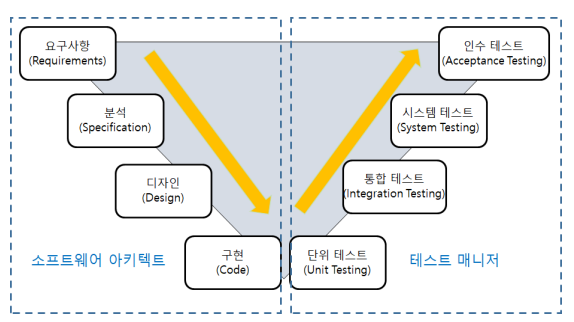 요구사항
(Requirements)
분석
(Specification)
디자인
(Design)
구현
(Code)
소프트웨어 아키텍트
인수 테스트
(Acceptance Testing)
시스템 테스트
(System Testing)
통합 테스트
(Integration Testing)
단위 테스트
(Unit Testing)
테스트 매니저